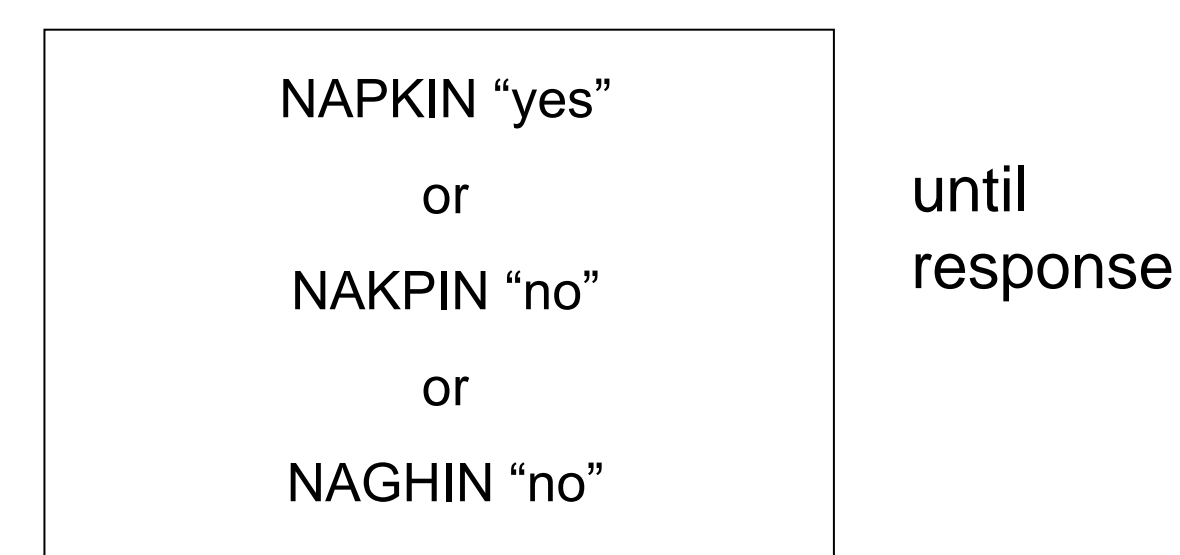 NAPKIN “yes”
or
NAKPIN “no”
or
NAGHIN “no”
until
response